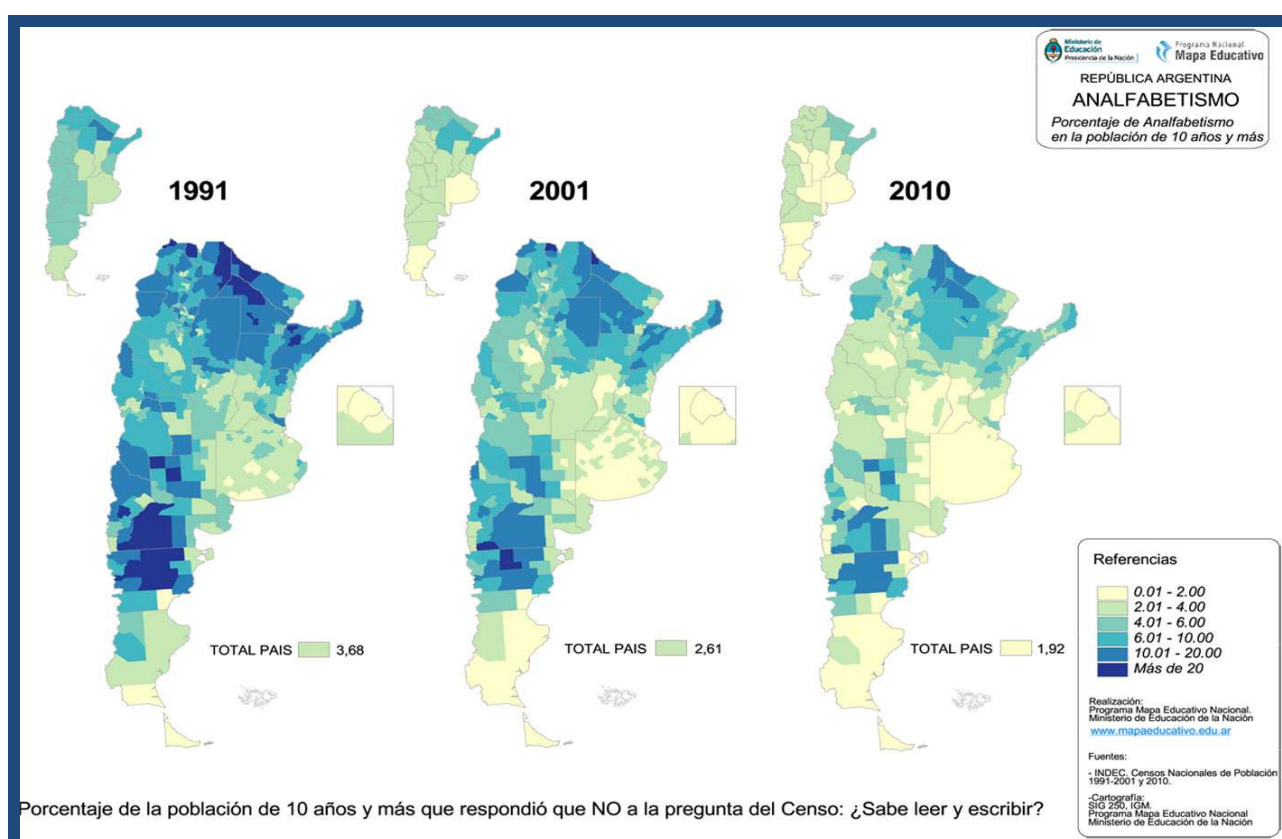 Ministerio de
Educación
Presidencia de la Nación
Programa Nacional
Mapa Educativo
REPÚBLICA ARGENTINA
ANALFABETISMO
Porcentaje de Analfabetismo
en la población de 10 años y más
1991
2001
2010
TOTAL PAIS 3,68
TOTAL PAIS 2,61
TOTAL PAIS 1,92
Referencias
0.01 - 2.00
2.01 - 4.00
4.01 - 6.00
6.01 - 10.00
10.01 - 20.00
Más de 20
Realización:
Programa Mapa Educativo Nacional.
Ministerio de Educación de la Nación
www.mapaeducativo.edu.ar
Fuentes:
- INDEC. Censos Nacionales de Población
1991-2001 y 2010.
-Cartografía:
SIG 250, IGM.
Programa Mapa Educativo Nacional
Ministerio de Educación de la Nación
Porcentaje de la población de 10 años y más que respondió que NO a la pregunta del Censo: ¿Sabe leer y escribir?